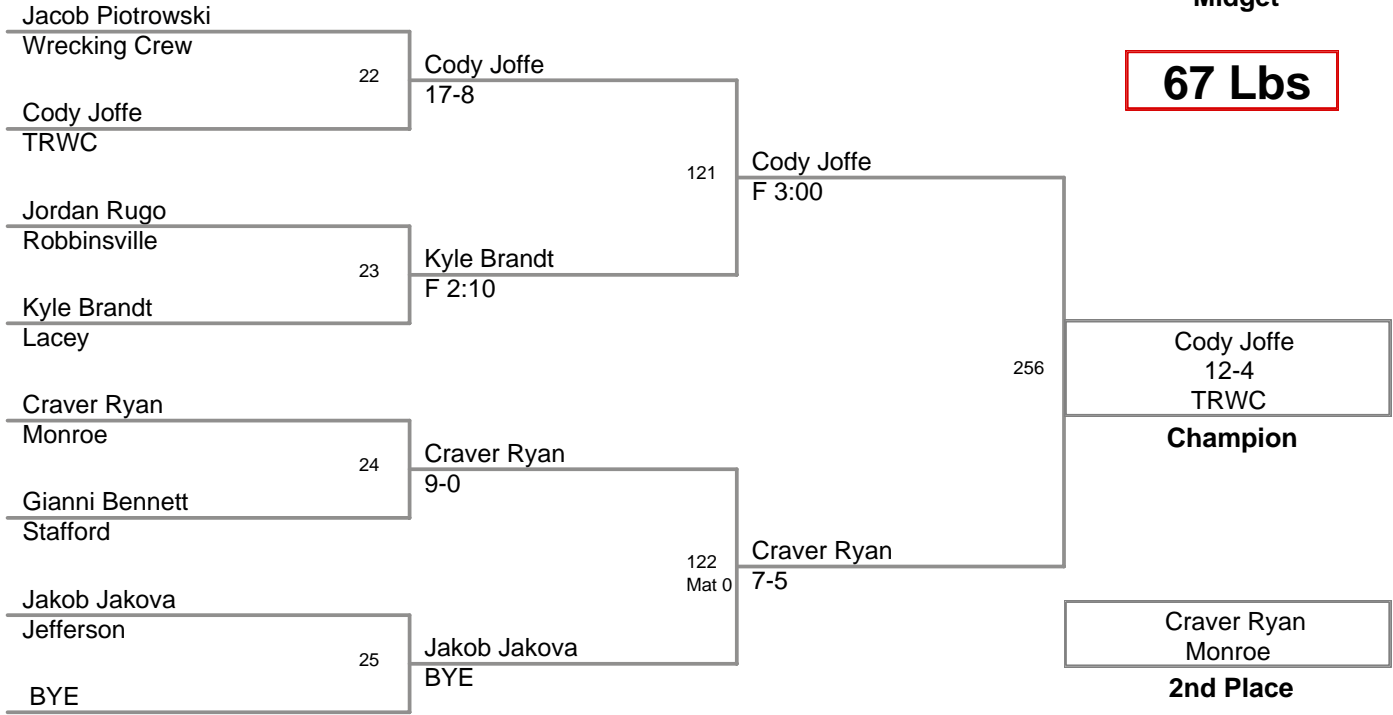 Midget
67 Lbs
Jacob Piotrowski
Wrecking Crew
22
Cody Joffe
TRWC
Cody Joffe
17-8
Jordan Rugo
Robbinsville
23
Kyle Brandt
Lacey
Kyle Brandt
F 2:10
121
Cody Joffe
F 3:00
Craver Ryan
Monroe
24
Gianni Bennett
Stafford
Craver Ryan
9-0
Jakob Jakova
Jefferson
25
BYE
Jakob Jakova
BYE
122
Mat 0
Craver Ryan
7-5
256
Cody Joffe
12-4
TRWC
Champion
Craver Ryan
Monroe
2nd Place